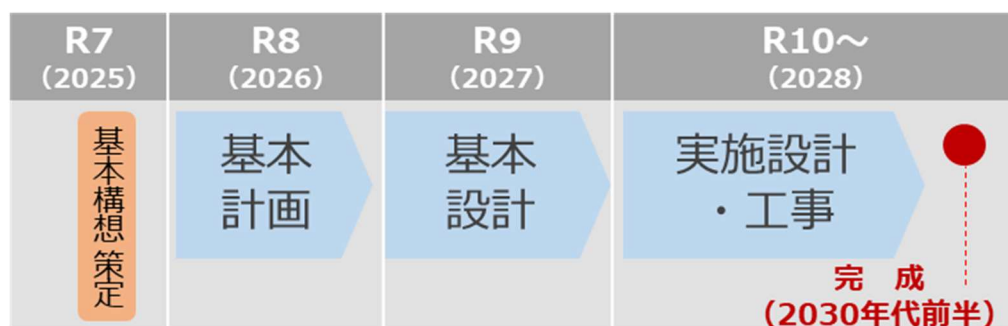 R7
（2025）
R8
（2026）
R9
（2027）
R10～
（2028）
基本構想 策定
基本
計画
基本
設計
実施設計
・工事
完　成
（2030年代前半）